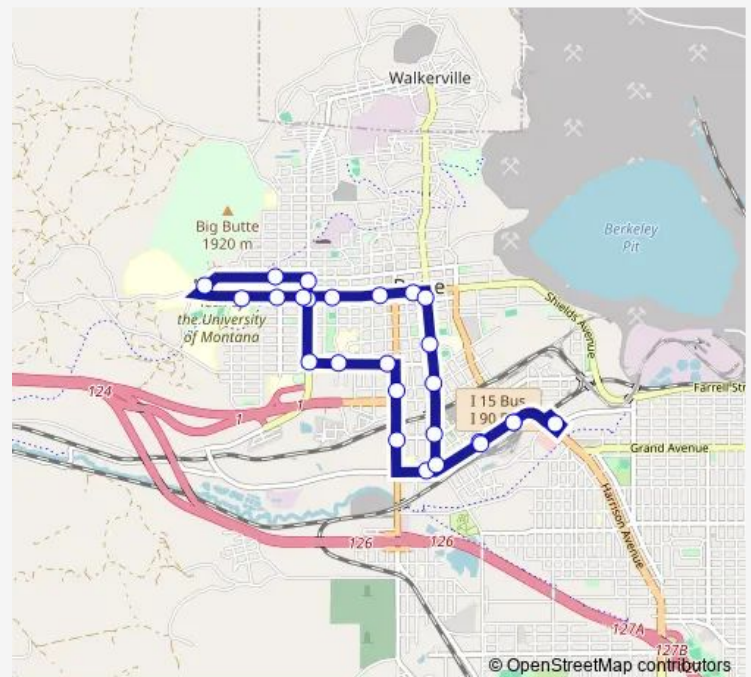 Walkerville
Big Butte
1920 m
Berkeley
Pit
the University
of Montana
Shields Avenue
124
1
1
I 15 Bus
Farrell Str
Grand Avenue
Harrison Avenue
126
126
127A
127B
© OpenStreetMap contributors